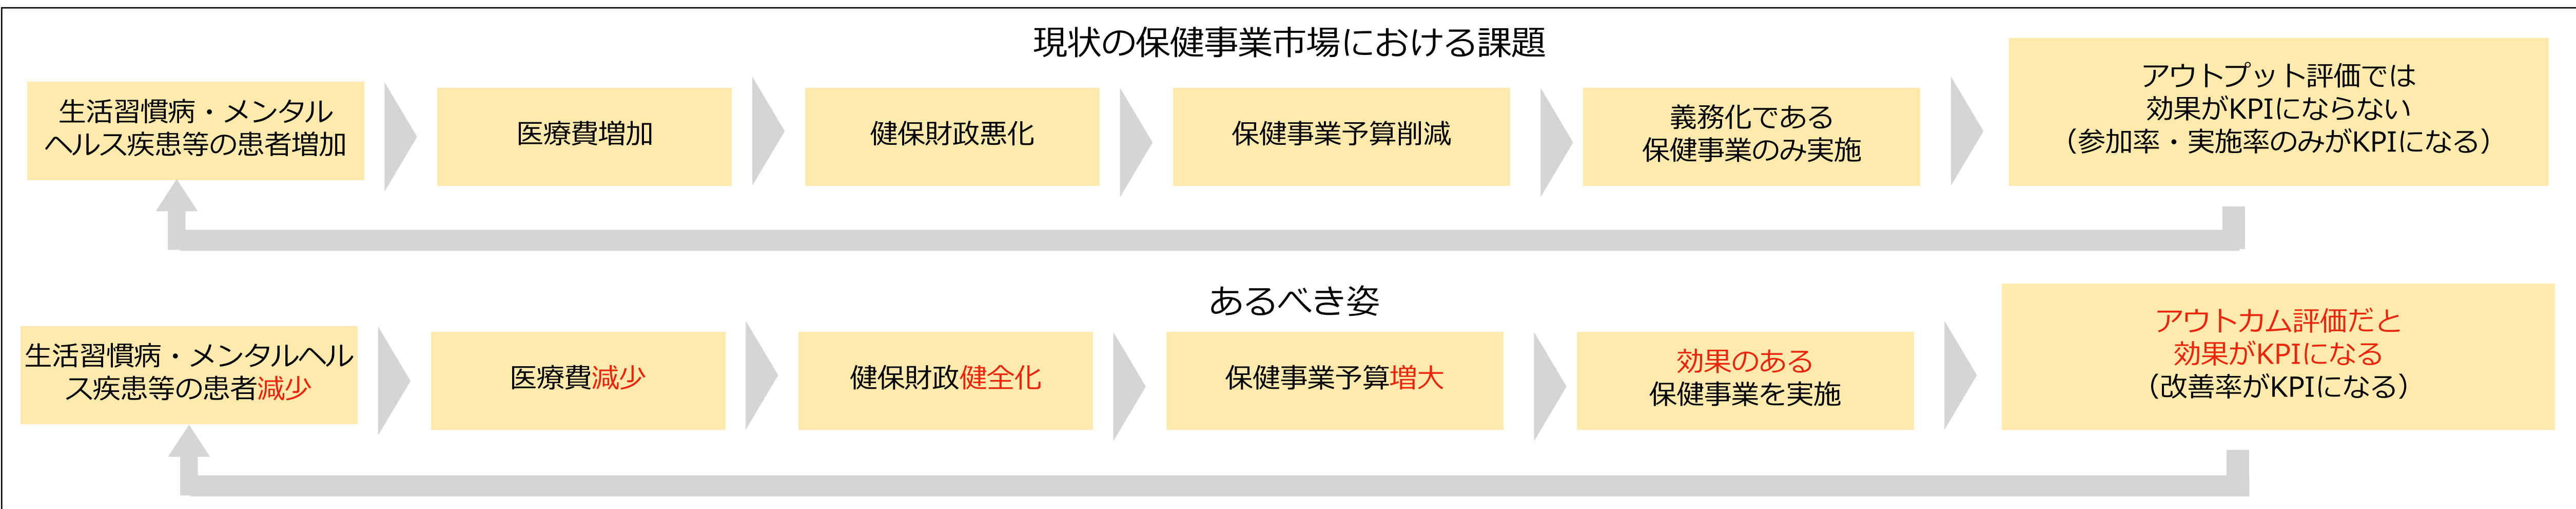 現状の保健事業市場における課題
生活習慣病・メンタル
ヘルス疾患等の患者増加
医療費増加
健保財政悪化
保健事業予算削減
義務化である
保健事業のみ実施
アウトプット評価では
効果がKPIにならない
（参加率・実施率のみがKPIになる）
あるべき姿
生活習慣病・メンタルヘル
ス疾患等の患者減少
医療費減少
健保財政健全化
保健事業予算増大
効果のある
保健事業を実施
アウトカム評価だと
効果がKPIになる
（改善率がKPIになる）